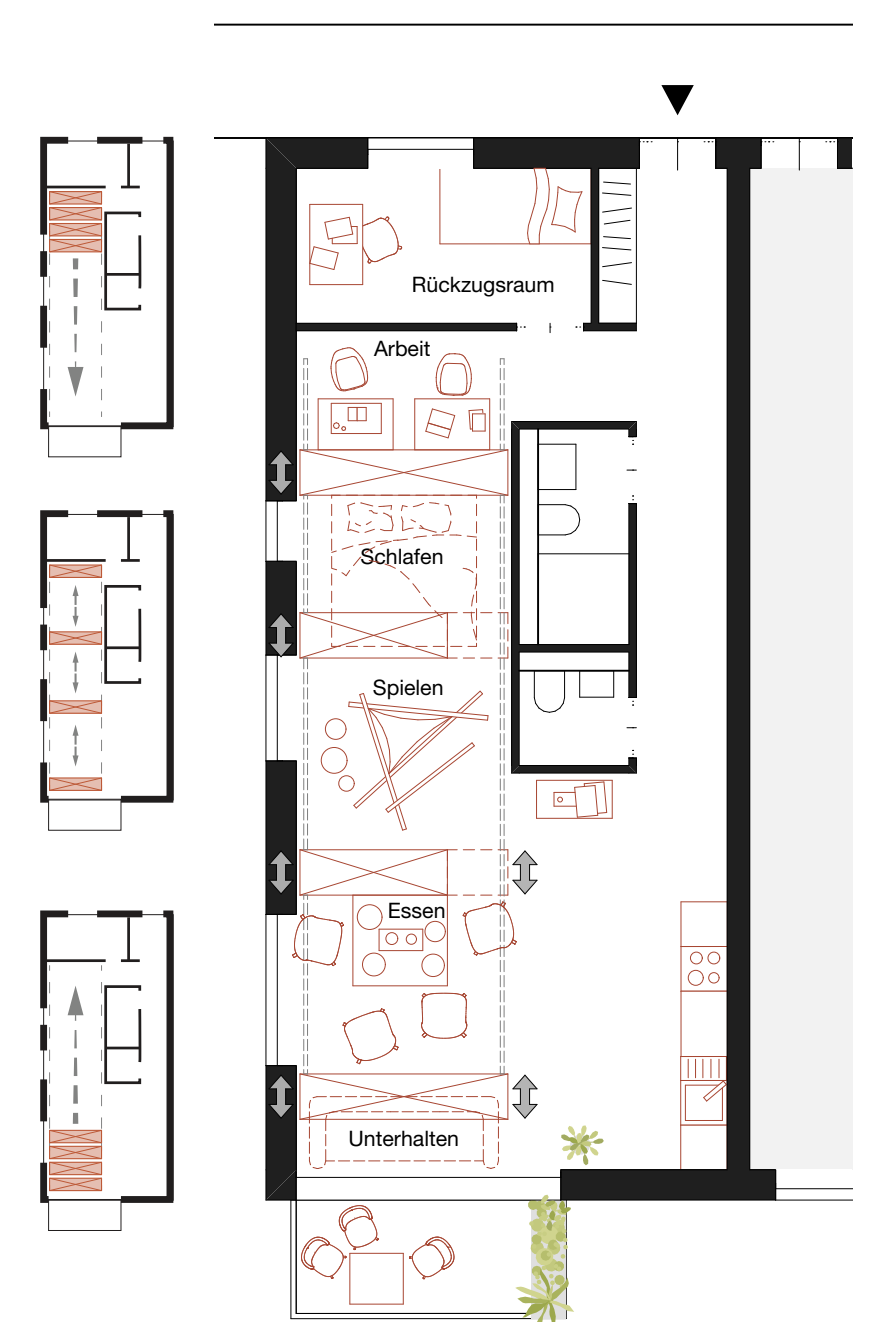 Rückzugsraum
Arbeit
Schlafen
Spielen
Essen
Unterhalten